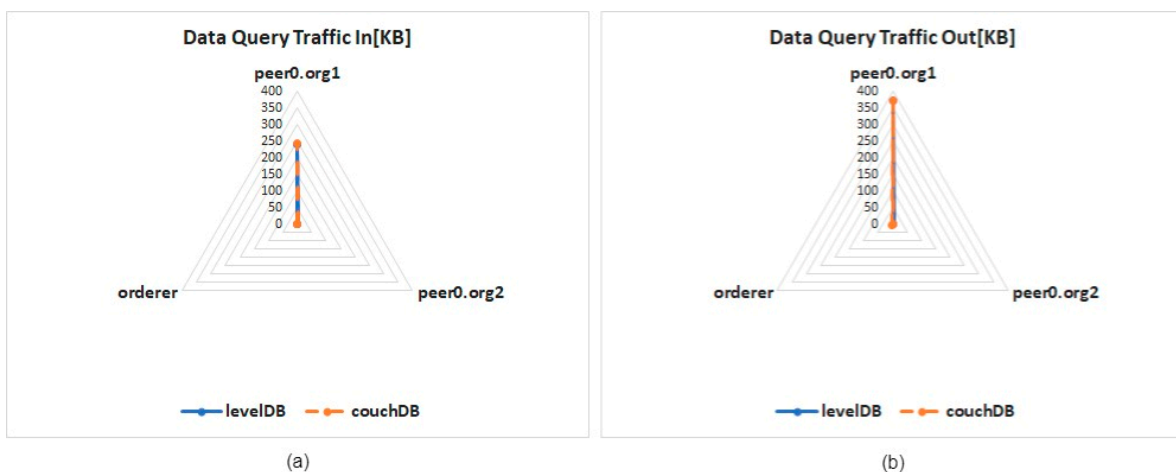 Data Query Traffic In[KB]
peer0.org1
400
350
300
250
200
150
100
50
0
orderer
peer0.org2
levelDB
couchDB
(a)
Data Query Traffic Out[KB]
peer0.org1
400
350
300
250
200
150
100
50
0
orderer
peer0.org2
levelDB
couchDB
(b)